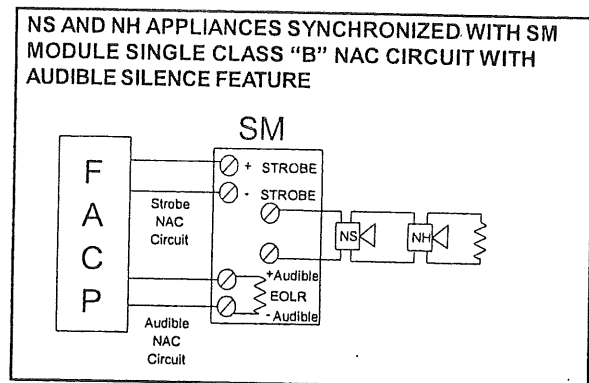 NS AND NH APPLIANCES SYNCHRONIZED WITH SM
MODULE SINGLE CLASS “B” NAC CIRCUIT WITH
AUDIBLE SILENCE FEATURE
SM
F
A
C
P
+ STROBE
- STROBE
Strobe
NAC
Circuit
NS
NH
+Audible
EOLR
-Audible
Audible
NAC
Circuit